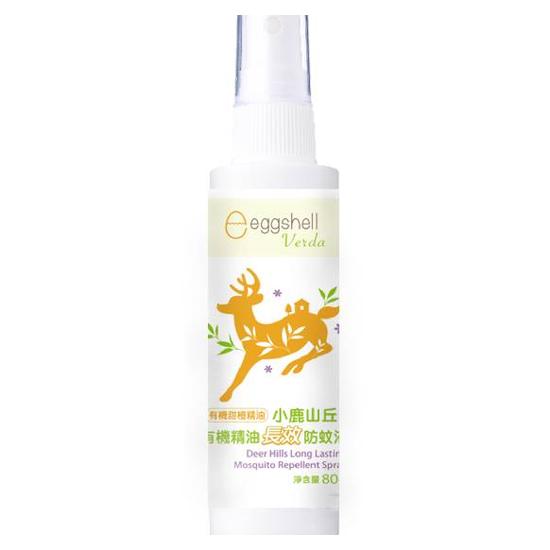 eggshell
Verda
有機甜橙精油
小鹿山丘
有機精油長效防蚊
Deer Hills Long Lastin
Mosquito Repellent Spra
淨含量 80